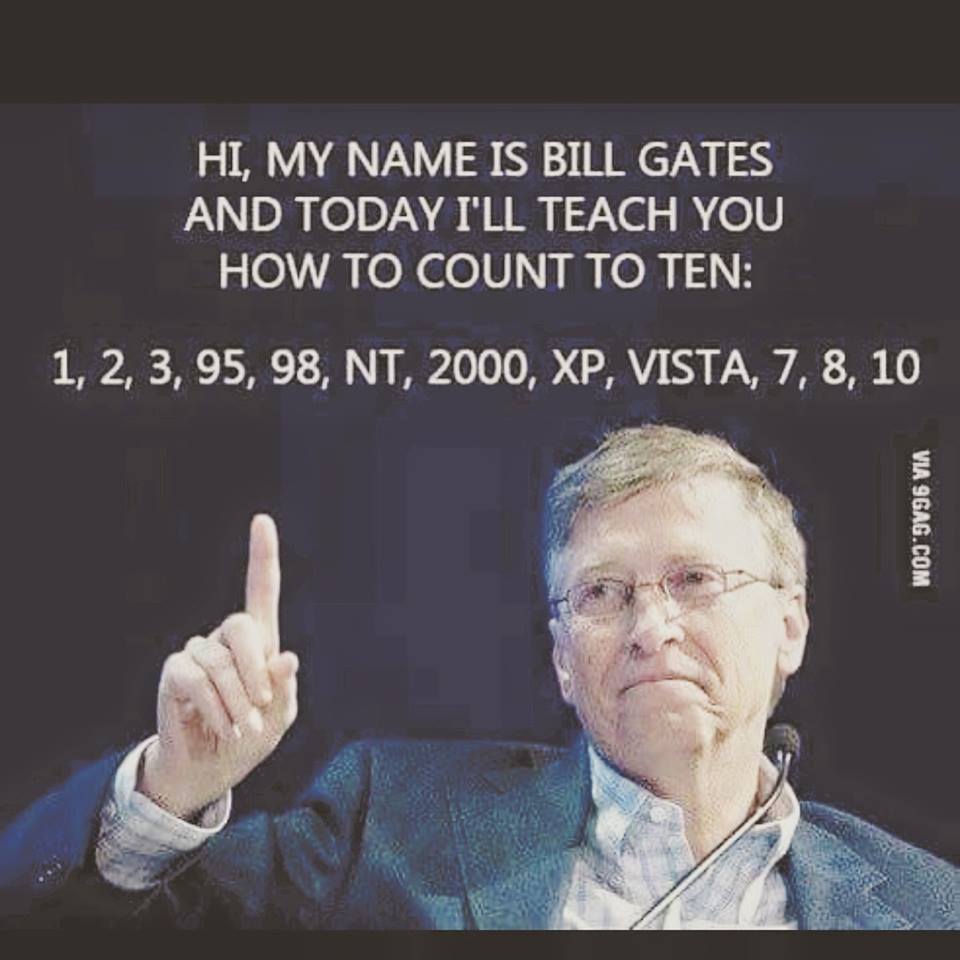 HI, MY NAME IS BILL GATES
AND TODAY I'LL TEACH YOU
HOW TO COUNT TO TEN:
1, 2, 3, 95, 98, NT, 2000, XP, VISTA, 7, 8, 10
VIA 9GAG.COM